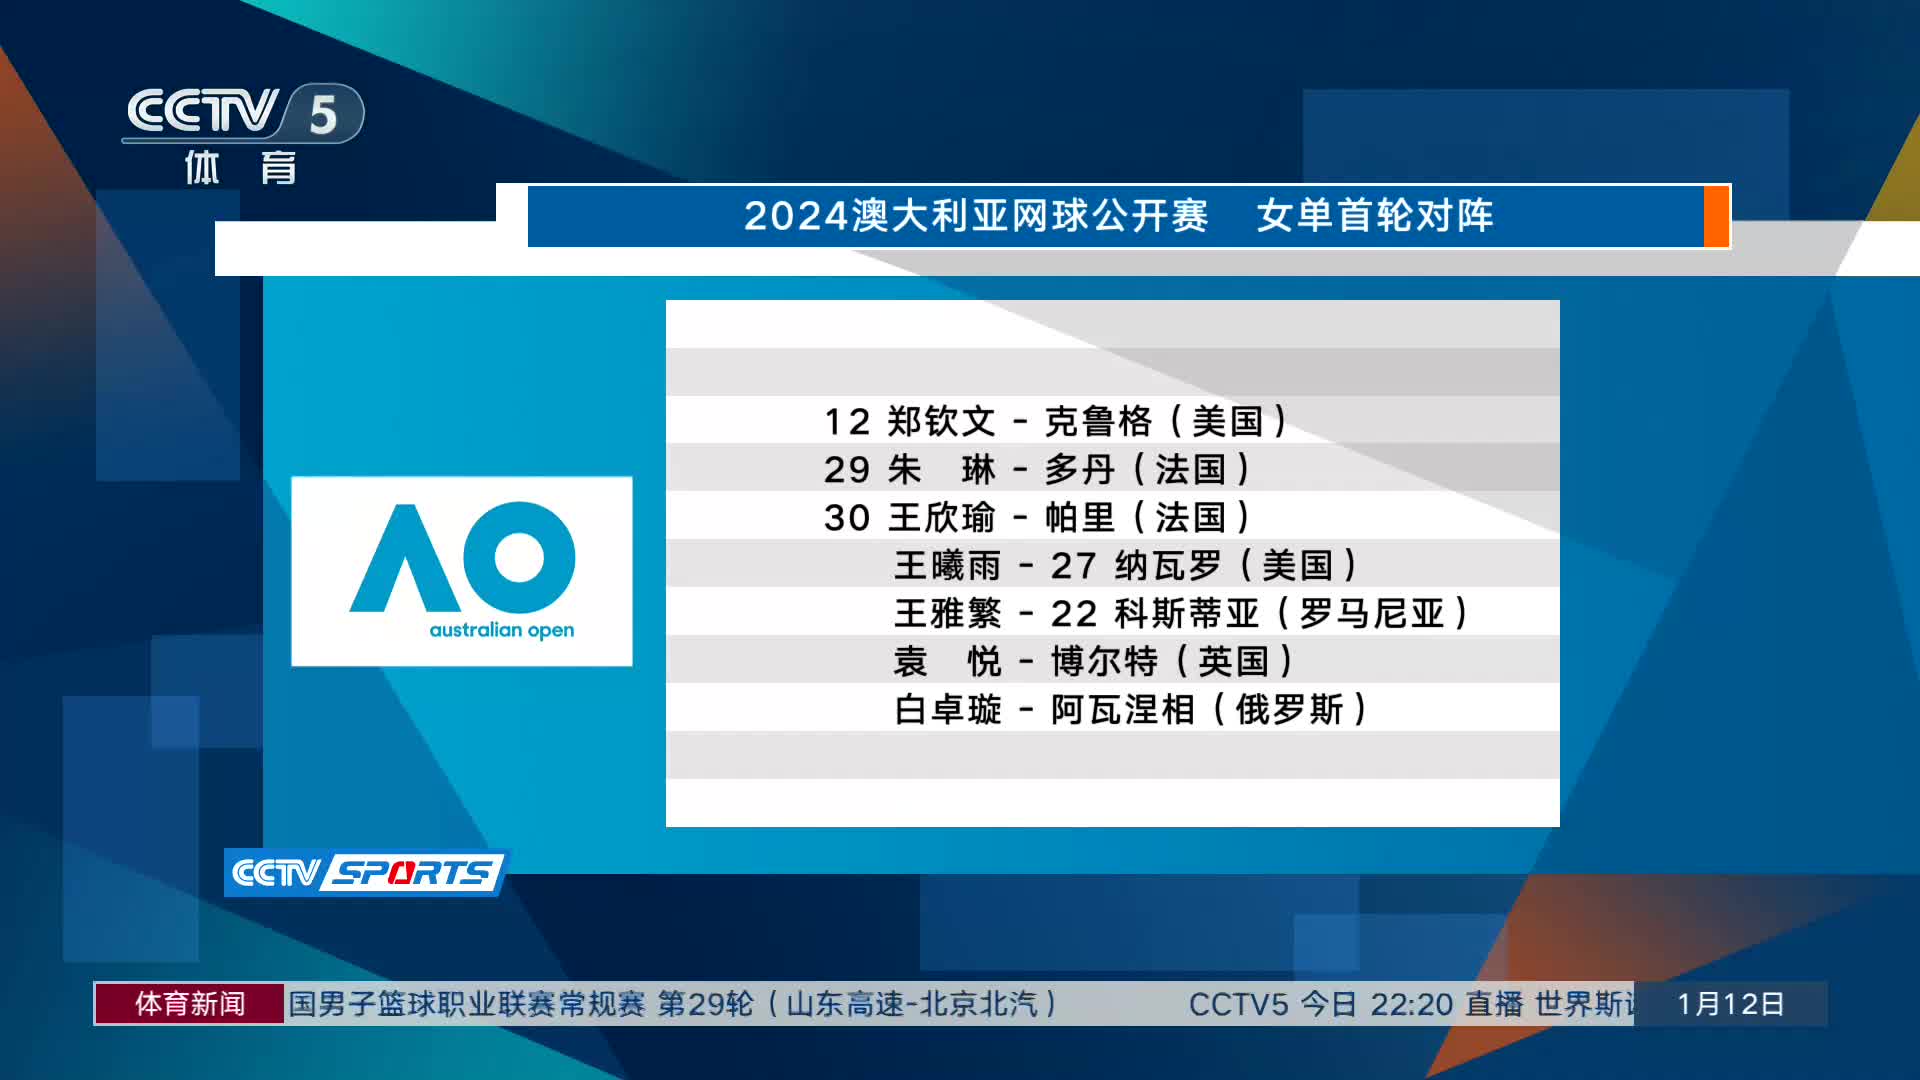 CCTV 5
体 育
2024澳大利亚网球公开赛 女单首轮对阵
12 郑钦文 - 克鲁格（美国）
29 朱 琳 - 多丹（法国）
30 王欣瑜 - 帕里（法国）
王曦雨 - 27 纳瓦罗（美国）
王雅繁 - 22 科斯蒂亚（罗马尼亚）
袁 悦 - 博尔特（英国）
白卓璇 - 阿瓦涅相（俄罗斯）
AO
australian open
CCTV SPORTS
体育新闻 国男子篮球职业联赛常规赛 第29轮（山东高速-北京北汽） CCTV5 今日 22:20 直播 世界斯 1月12日